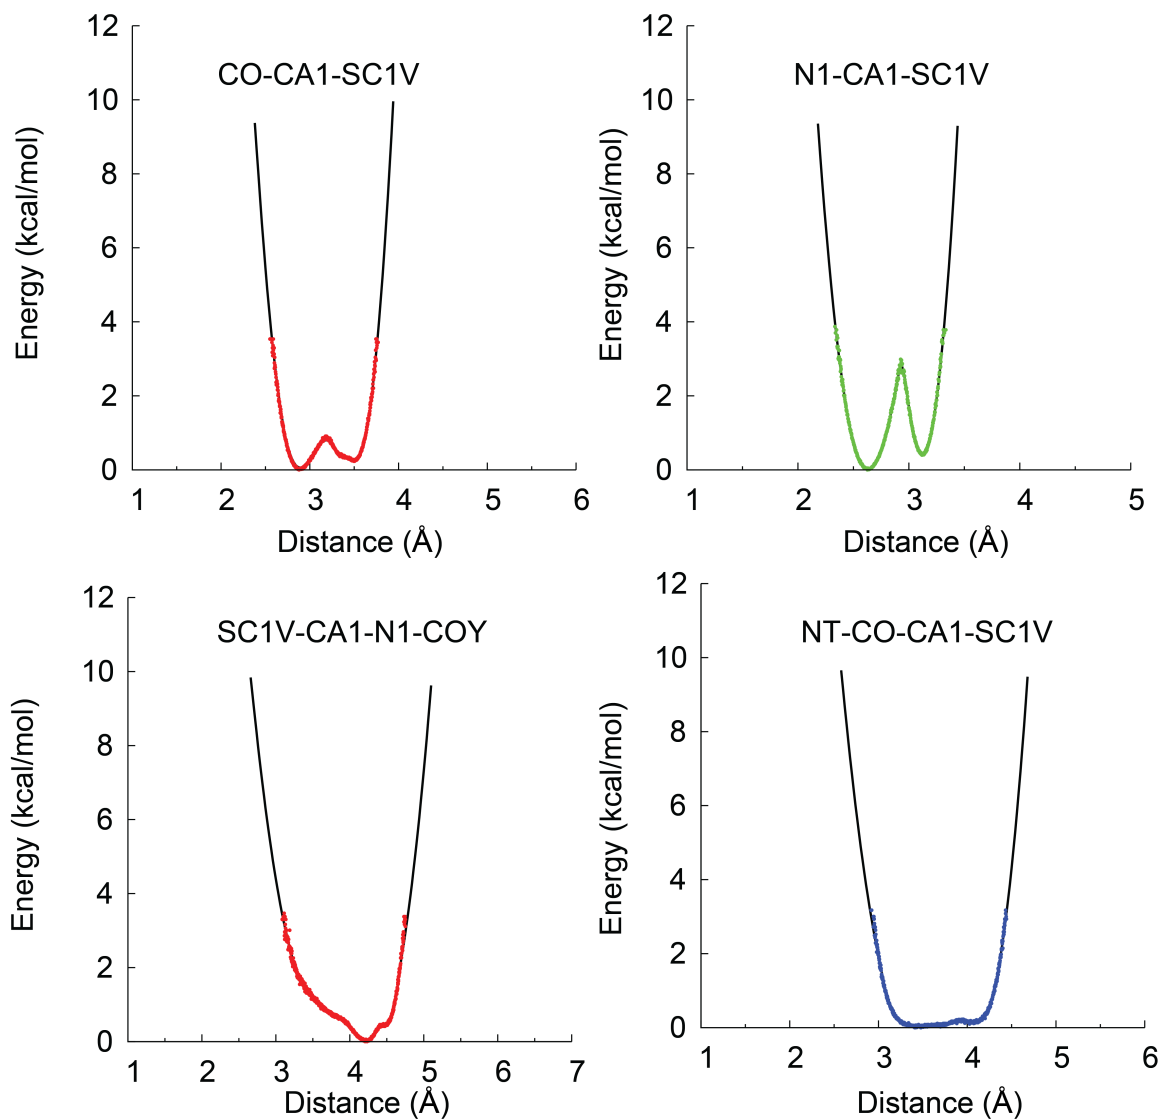 12
10
8
6
4
2
0
Energy (kcal/mol)
CO-CA1-SC1V
1 2 3 4 5 6
Distance (Å)
12
10
8
6
4
2
0
Energy (kcal/mol)
N1-CA1-SC1V
1 2 3 4 5
Distance (Å)
12
10
8
6
4
2
0
Energy (kcal/mol)
SC1V-CA1-N1-COY
1 2 3 4 5 6 7
Distance (Å)
12
10
8
6
4
2
0
Energy (kcal/mol)
NT-CO-CA1-SC1V
1 2 3 4 5 6
Distance (Å)